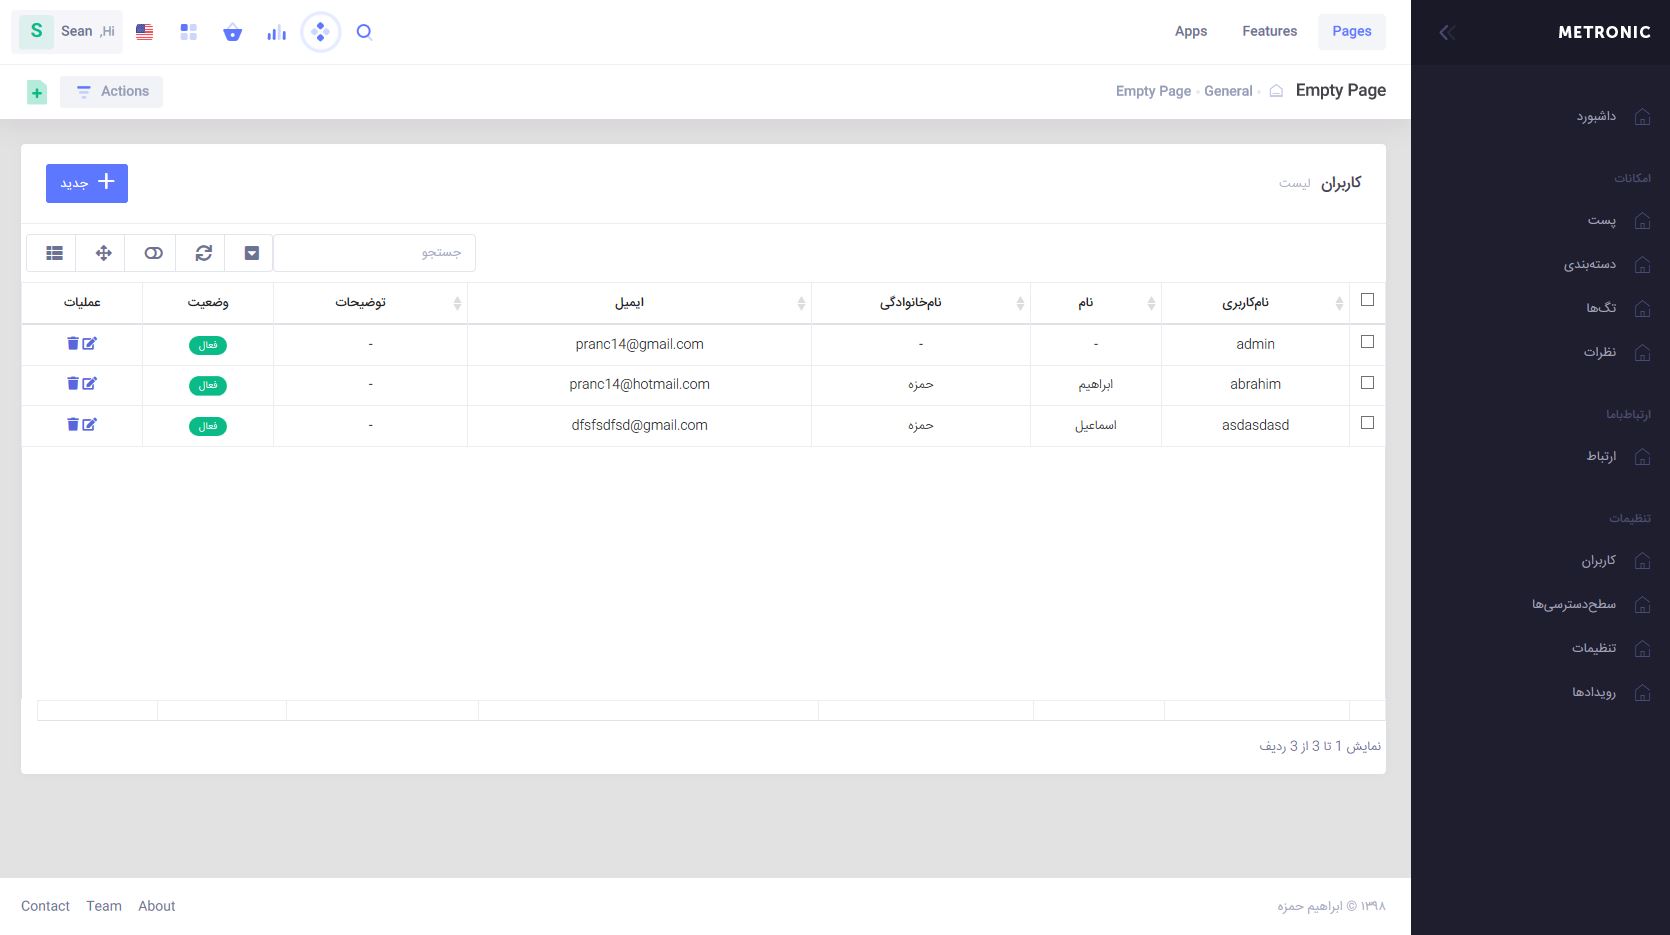 METRONIC
داشبورد
امکانات
پست
دسته‌بندی
تگ‌ها
نظرات
ارتباط‌باما
ارتباط
تنظیمات
کاربران
سطح‌دسترسی‌ها
تنظیمات
رویدادها
S Sean ,Hi
Apps Features Pages
Actions
Empty Page • General • Empty Page
کاربران لیست
جدید
جستجو
نام‌کاربری نام نام‌خانوادگی ایمیل توضیحات وضعیت عملیات
admin - - pranc14@gmail.com - فعال
abrahim ابراهیم حمزه pranc14@hotmail.com - فعال
asdasdasd اسماعیل حمزه dfsfsdfsd@gmail.com - فعال
نمایش 1 تا 3 از 3 ردیف
Contact Team About
۱۳۹۸ © ابراهیم حمزه